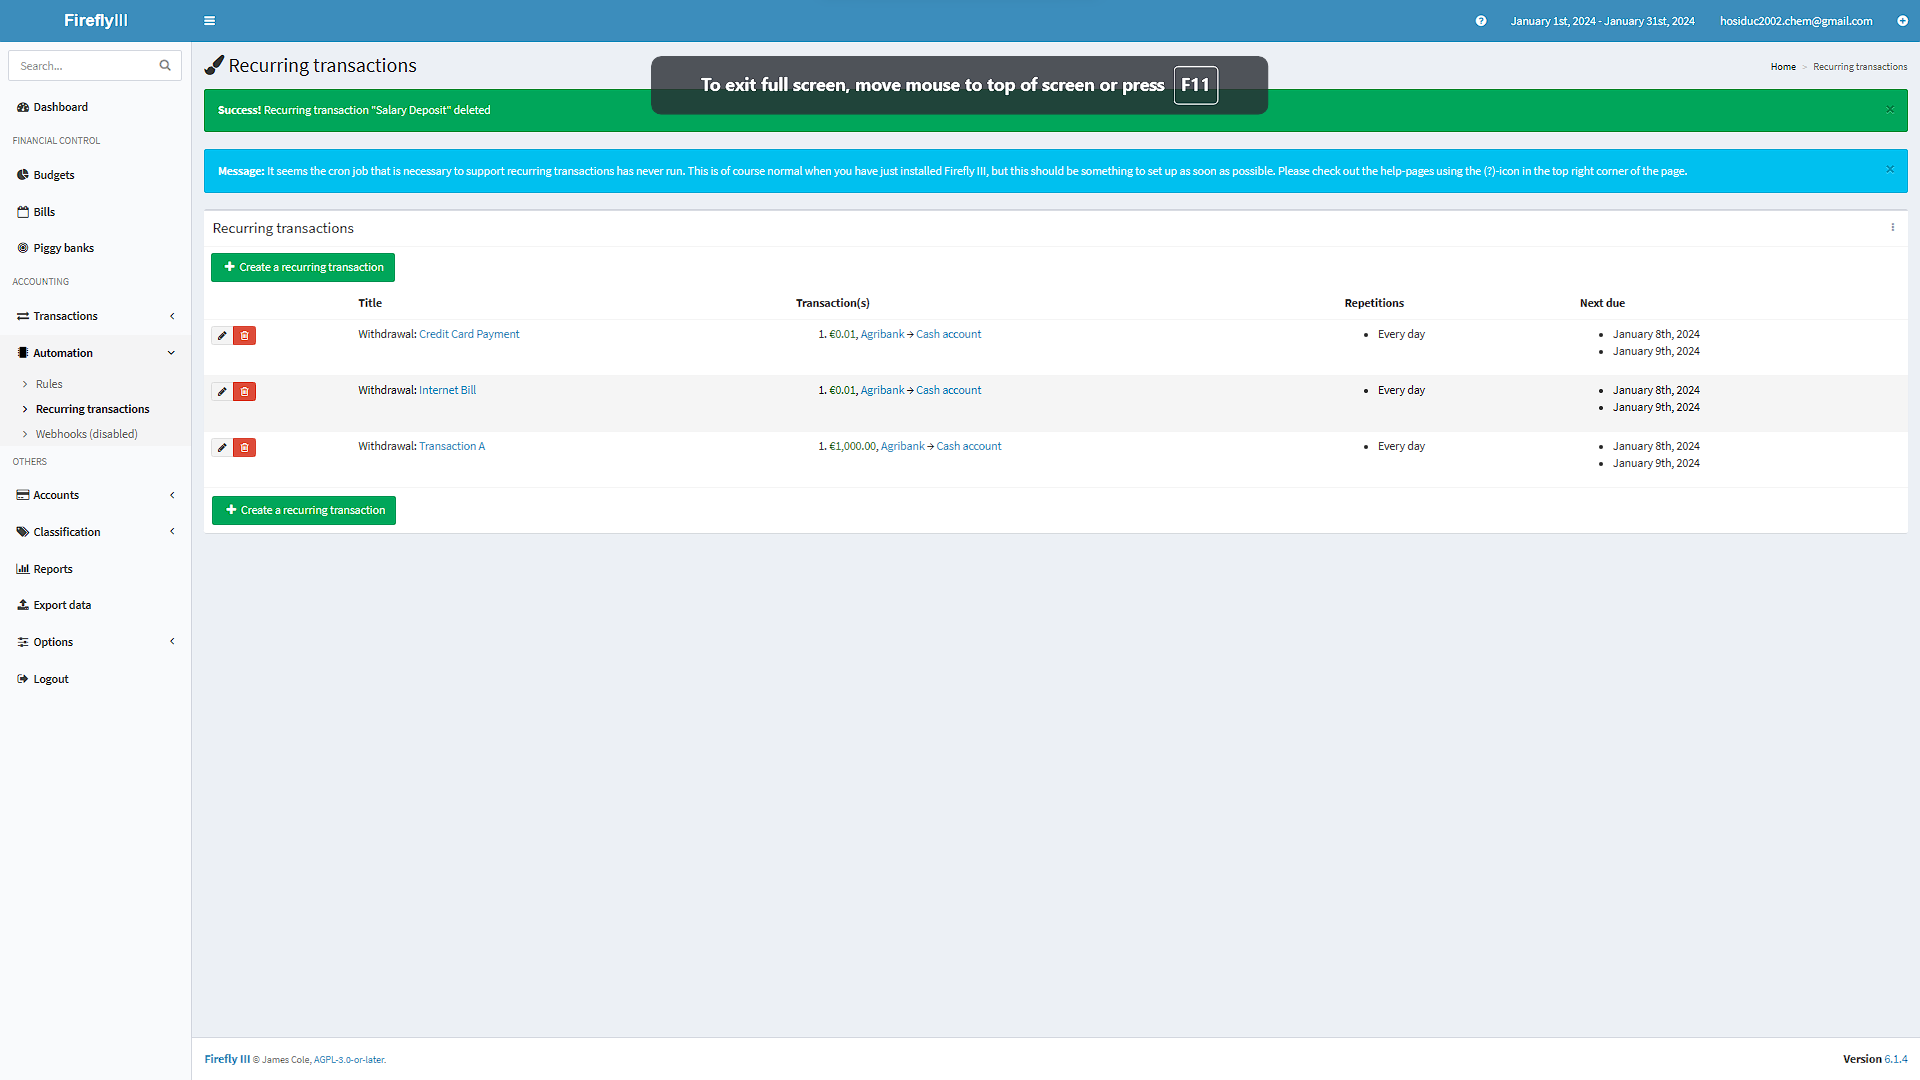 FireflyIII
January 1st, 2024 - January 31st, 2024
hosiduc2002.chem@gmail.com
Search...
Recurring transactions
Home > Recurring transactions
To exit full screen, move mouse to top of screen or press F11
Success! Recurring transaction "Salary Deposit" deleted
×
Message: It seems the cron job that is necessary to support recurring transactions has never run. This is of course normal when you have just installed Firefly III, but this should be something to set up as soon as possible. Please check out the help-pages using the (?)-icon in the top right corner of the page.
×
Dashboard
FINANCIAL CONTROL
Budgets
Bills
Piggy banks
ACCOUNTING
Transactions
Automation
Rules
Recurring transactions
Webhooks (disabled)
OTHERS
Accounts
Classification
Reports
Export data
Options
Logout
Recurring transactions
Create a recurring transaction
Title Transaction(s) Repetitions Next due
Withdrawal: Credit Card Payment 1. €0.01, Agribank → Cash account • Every day • January 8th, 2024
• January 9th, 2024
Withdrawal: Internet Bill 1. €0.01, Agribank → Cash account • Every day • January 8th, 2024
• January 9th, 2024
Withdrawal: Transaction A 1. €1,000.00, Agribank → Cash account • Every day • January 8th, 2024
• January 9th, 2024
Create a recurring transaction
Firefly III © James Cole, AGPL-3.0-or-later.
Version 6.1.4